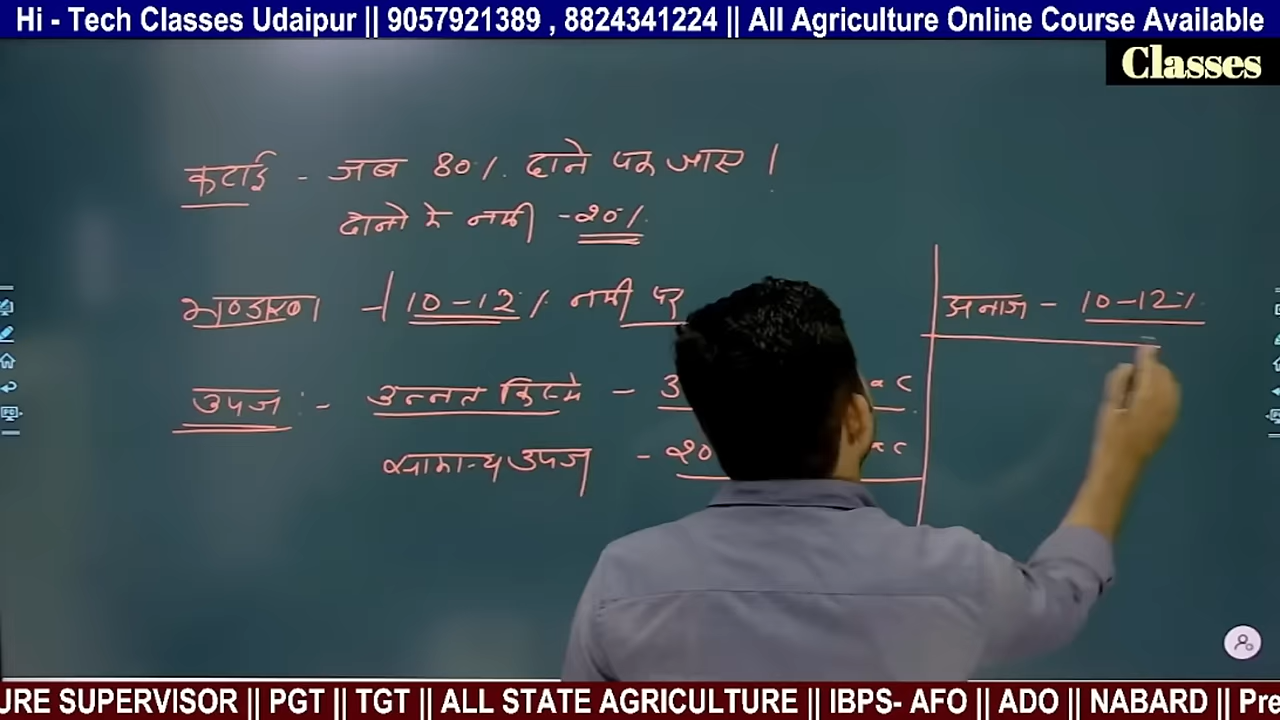 Hi - Tech Classes Udaipur || 9057921389 , 8824341224 || All Agriculture Online Course Available
Classes
कटाई - जब 80% दाने पक जाए।
दानो मे नमी - 20%
भण्डारण - 10-12% नमी पर
उपज :- उन्नत किस्मे -
सामान्य उपज - 20
अनाज - 10-12%
URE SUPERVISOR || PGT || TGT || ALL STATE AGRICULTURE || IBPS- AFO || ADO || NABARD || Pre